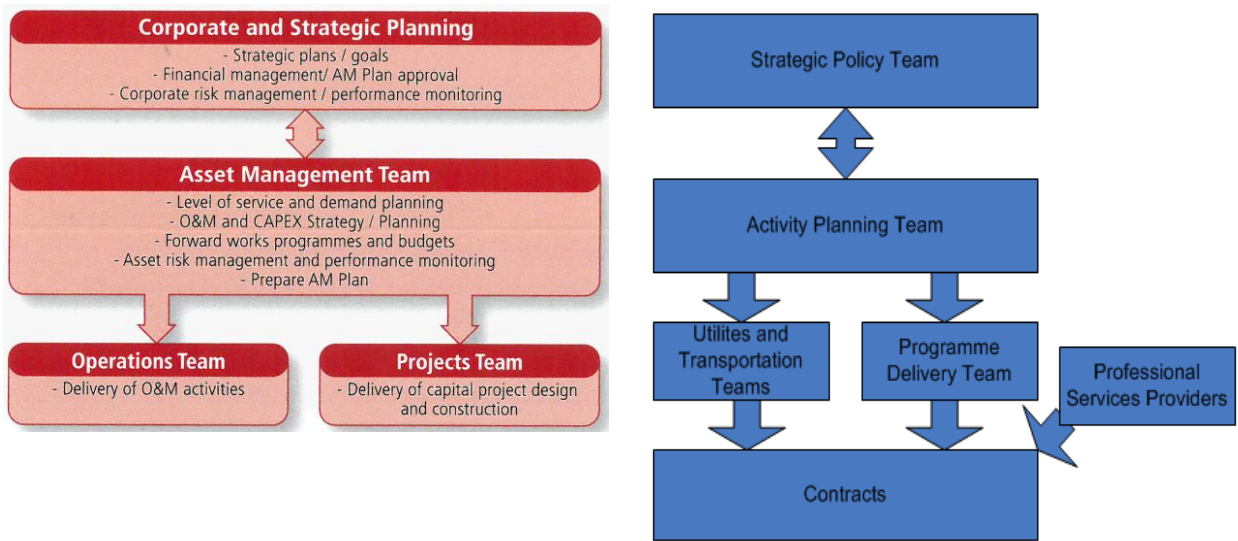 Corporate and Strategic Planning
- Strategic plans / goals
- Financial management/ AM Plan approval
- Corporate risk management / performance monitoring
Asset Management Team
- Level of service and demand planning
- O&M and CAPEX Strategy / Planning
- Forward works programmes and budgets
- Asset risk management and performance monitoring
- Prepare AM Plan
Operations Team
- Delivery of O&M activities
Projects Team
- Delivery of capital project design
and construction
Strategic Policy Team
Activity Planning Team
Utilites and
Transportation
Teams
Programme
Delivery Team
Professional
Services Providers
Contracts